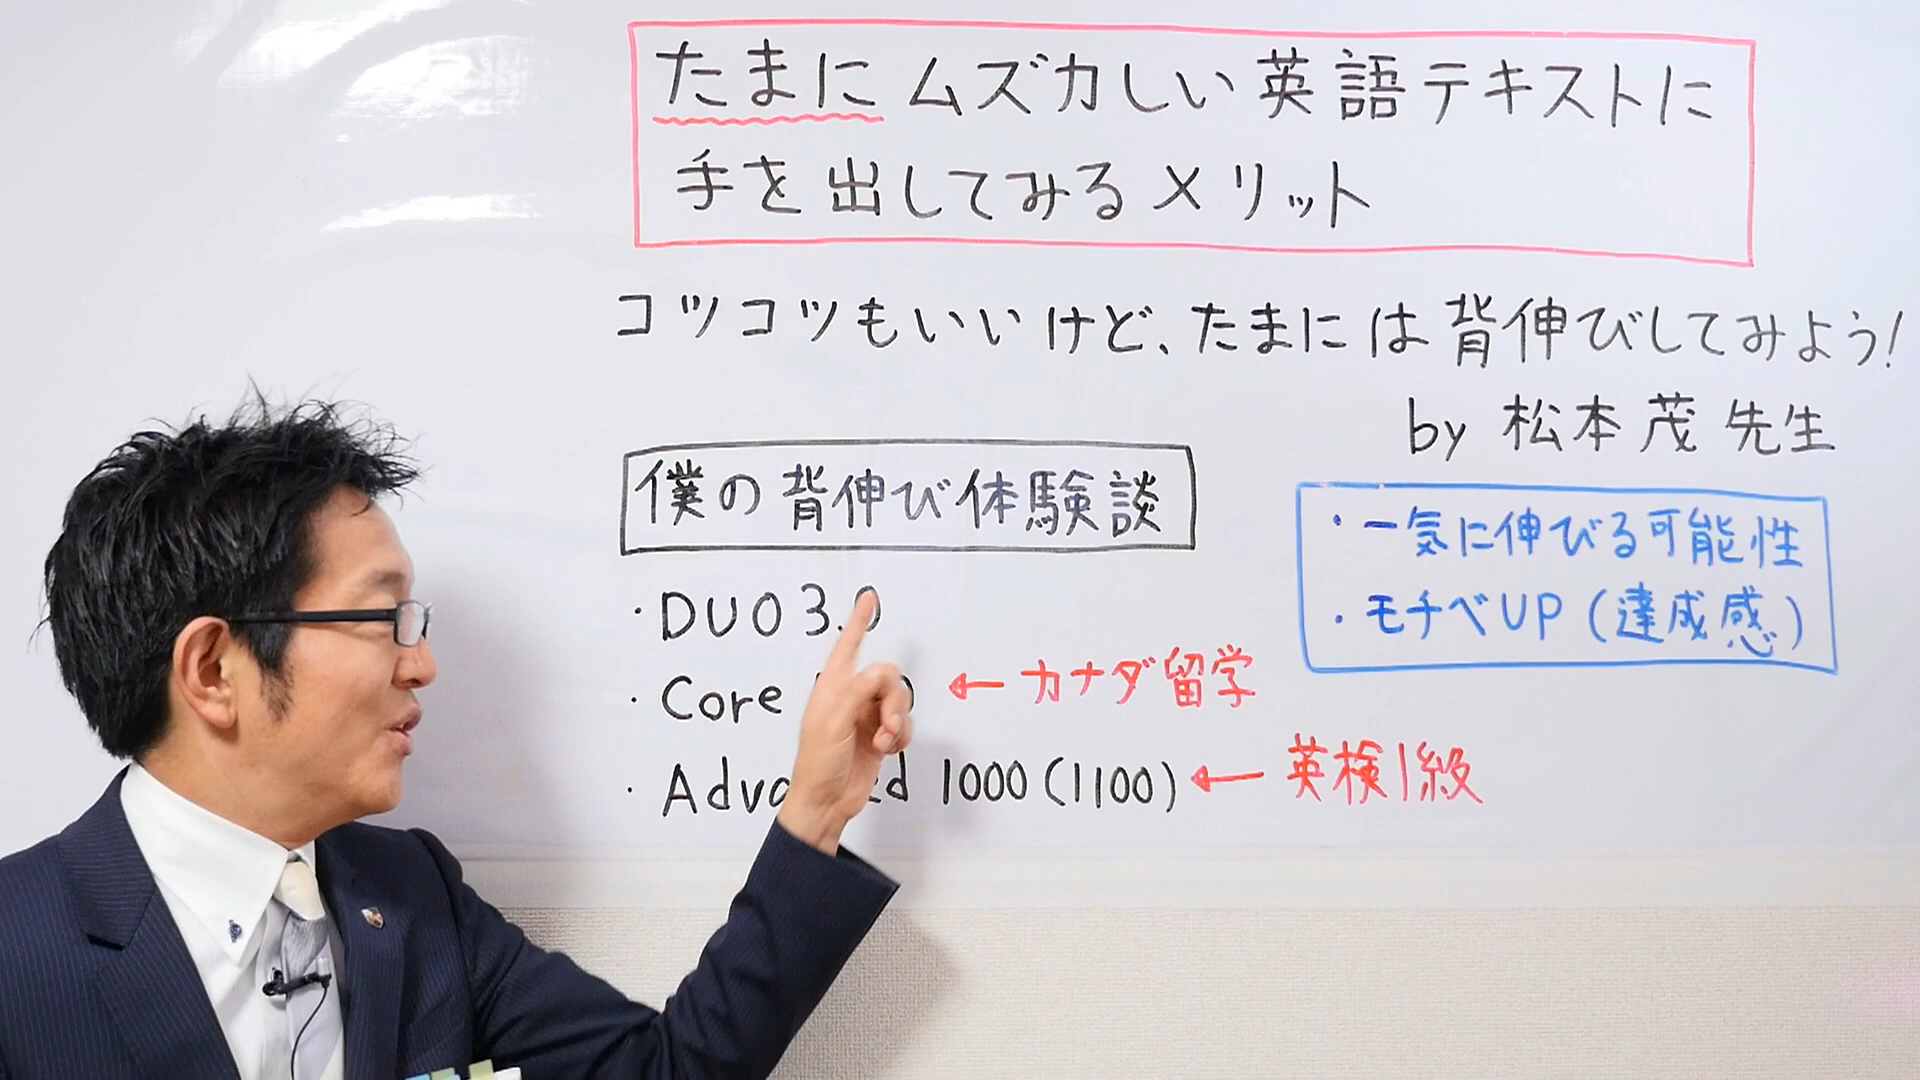 たまにムズカしい英語テキストに
手を出してみるメリット
コツコツもいいけど、たまには背伸びしてみよう!
by 松本茂先生
僕の背伸び体験談
・DUO 3.0
・Core
← カナダ留学
・1000(1100)
← 英検1級
・一気に伸びる可能性
・モチベUP(達成感)